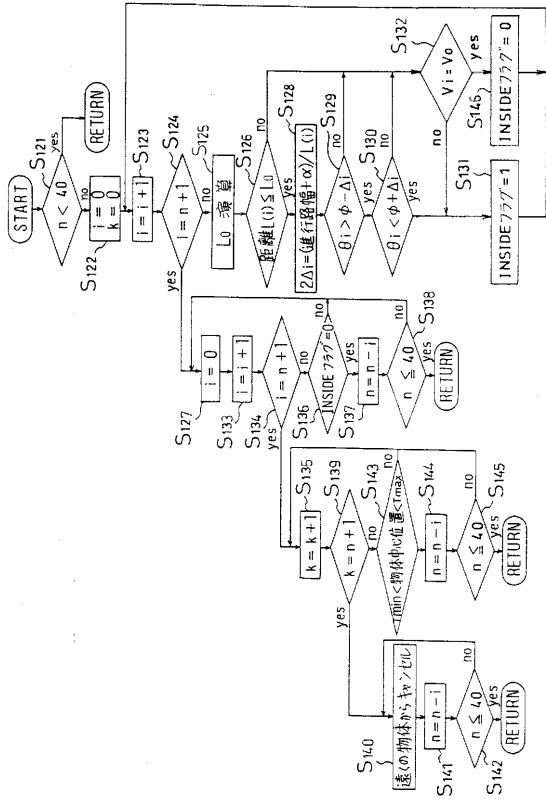 START
S121
n < 40
yes
RETURN
no
S122
i = 0
k = 0
S123
i = i + 1
S124
i = n + 1
yes
no
S125
L0 演算
S126
距離L(i) ≤ L0
no
yes
S128
2Δi=(進行路幅+α)/L(i)
S129
θi > φ - Δi
no
yes
S130
θi < φ + Δi
no
yes
S132
Vi = Vo
no
yes
S131
INSIDEフラグ=1
S146
INSIDEフラグ=0
S127
i = 0
S133
i = i + 1
S134
i = n + 1
yes
no
S136
INSIDEフラグ=0
no
yes
S137
n = n - i
S138
n ≤ 40
no
yes
RETURN
S135
k = k + 1
S139
k = n + 1
yes
no
S143
Tmin<物体中心位置<Tmax
no
S144
n = n - i
S145
n ≤ 40
no
yes
RETURN
S140
遠くの物体からキャンセル
S141
n = n - i
S142
n ≤ 40
no
yes
RETURN